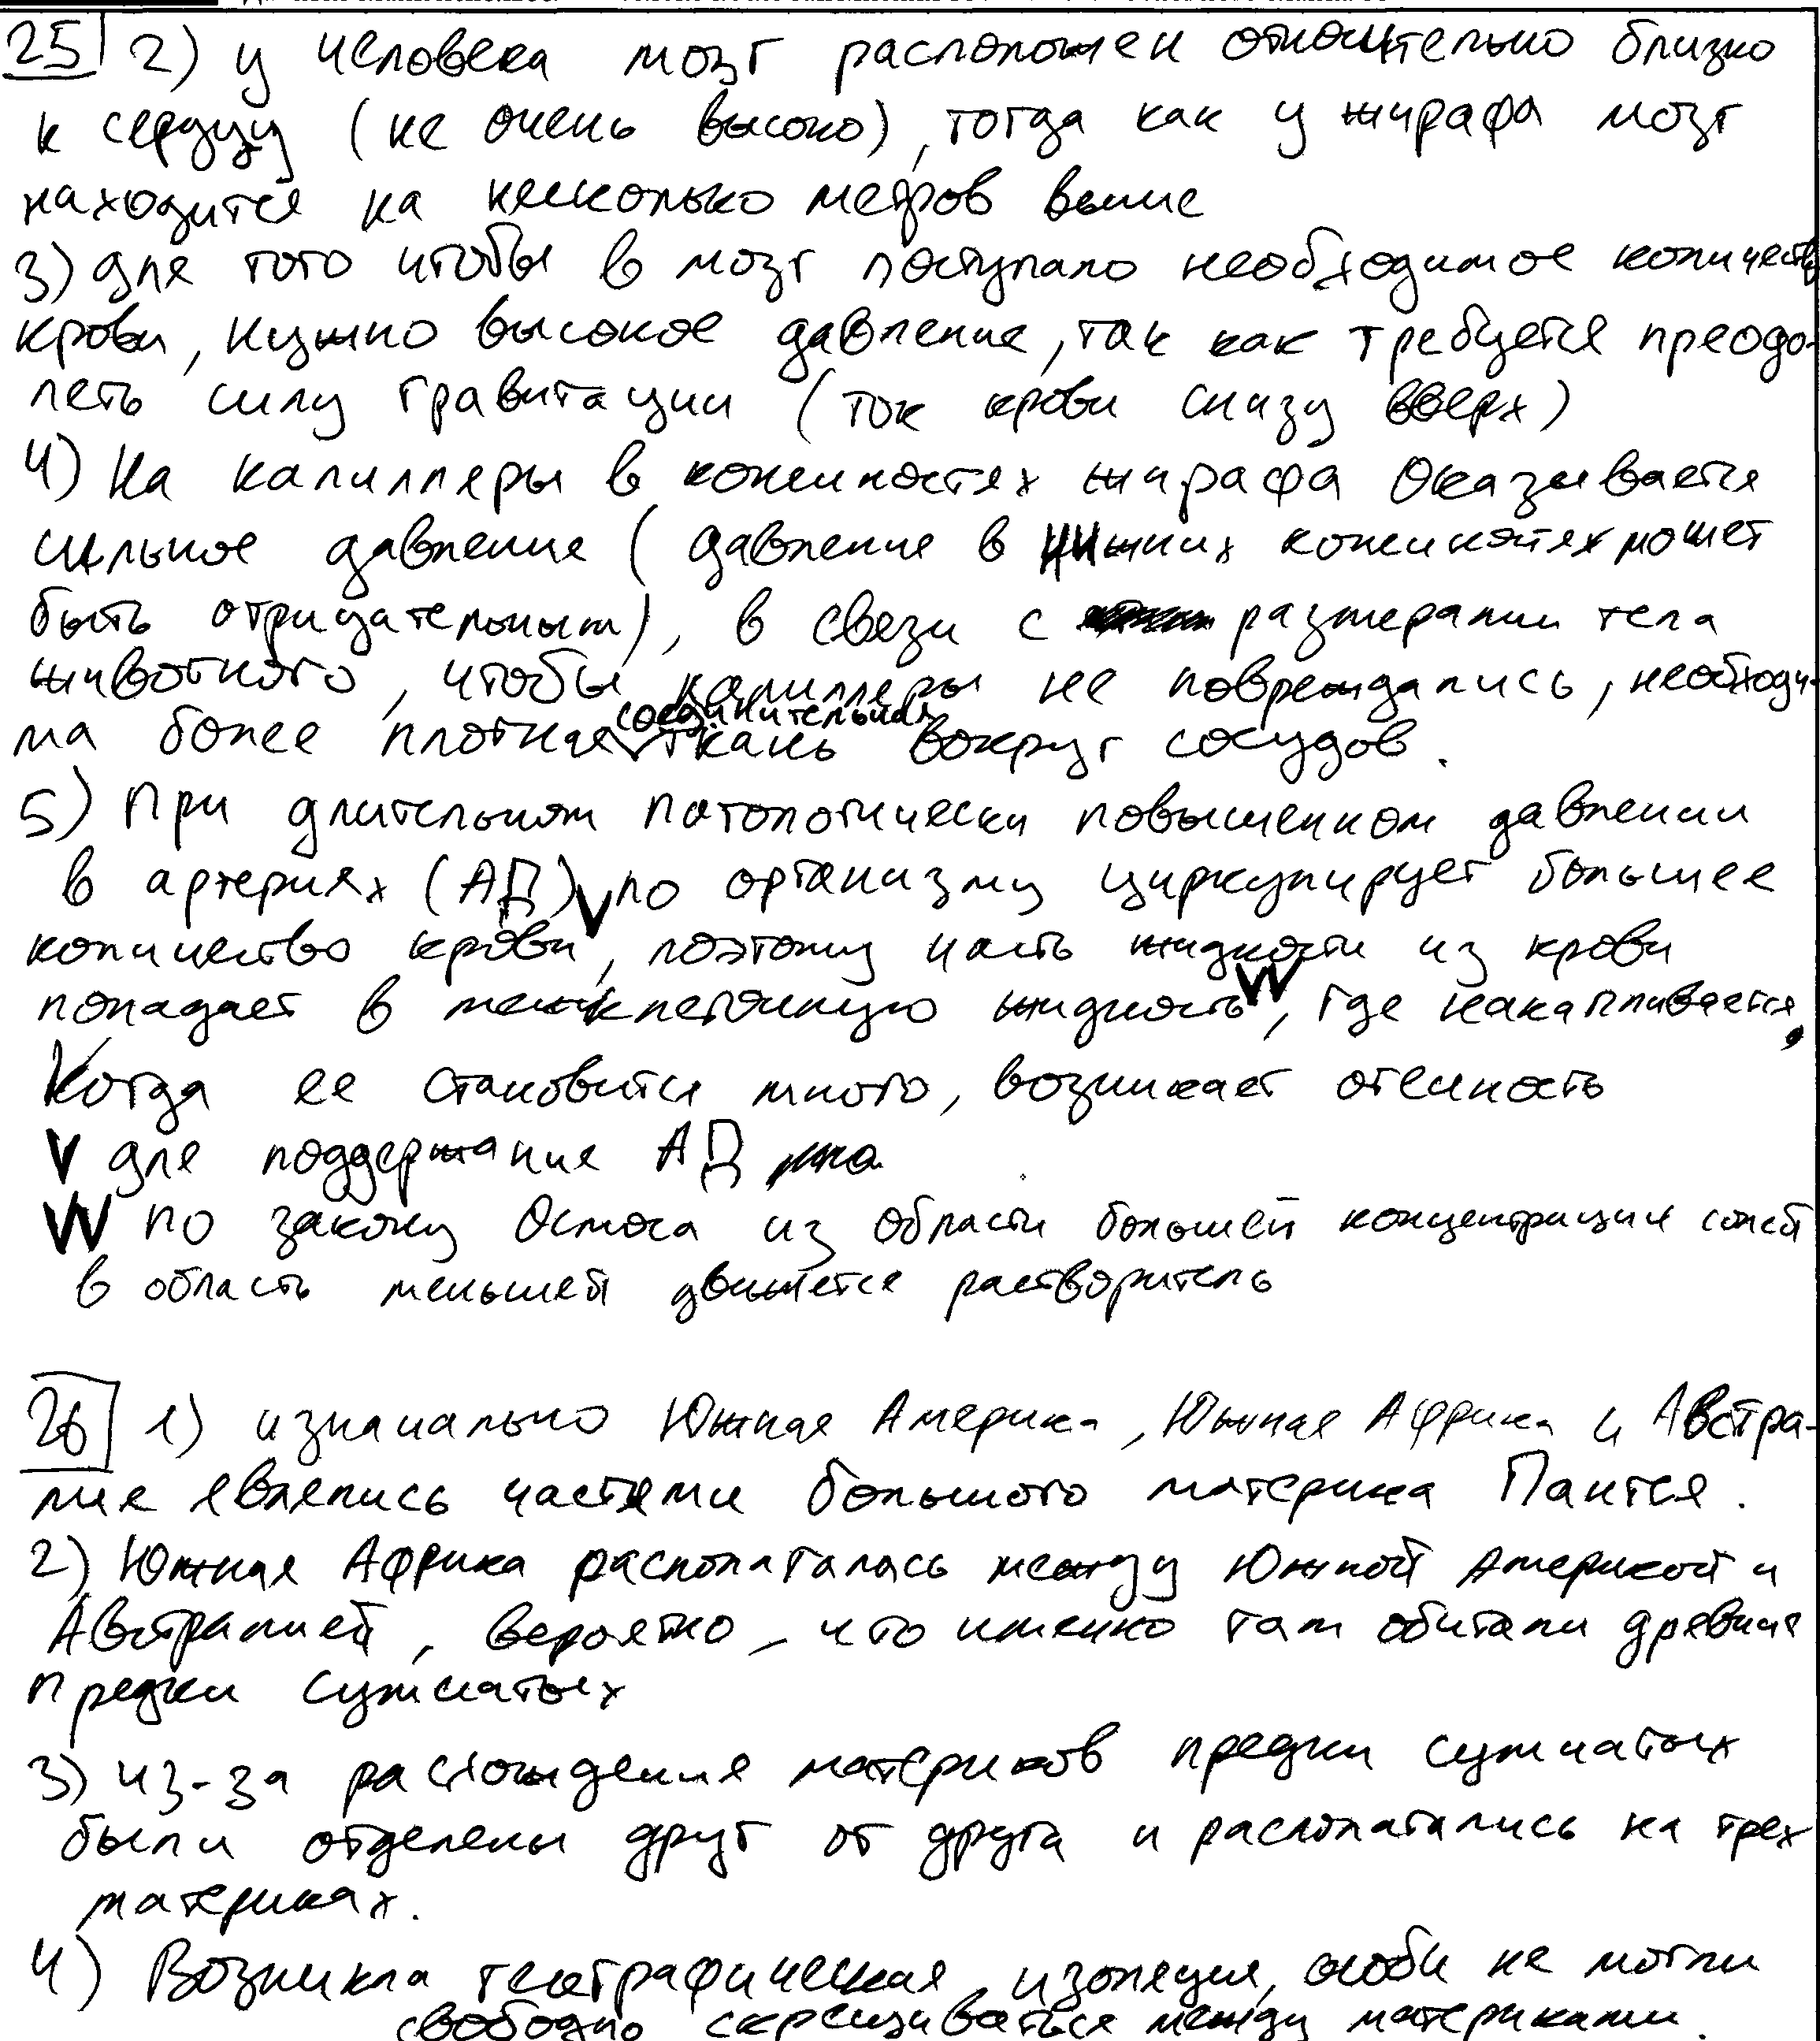 25 2) у человека мозг расположен относительно близко
к сердцу (не очень высоко), тогда как у жирафа мозг
находится на несколько метров выше
3) для того чтобы в мозг поступало необходимое количеств
крови, нужно высокое давление, так как требуется преодо-
леть силу гравитации (ток крови снизу вверх)
4) На капилляры в конечностях жирафа оказывается
сильное давление (давление в нижних конечностях может
быть отрицательным), в связи с размерами тела
животного, чтобы капилляры не повреждались, необходи-
ма более плотная соединительная ткань вокруг сосудов.
5) При длительном патологически повышенном давлении
в артериях (АД) V по организму циркулирует большее
количество крови, поэтому часть жидкости из крови
попадает в межклеточную жидкость W, где накапливается,
Когда ее становится много, возникает отечность
V для поддержание АД
W по закону Осмоса из области большей концентрации солей
в область меньшей движется растворитель
26 1) изначально Южная Америка, Южная Африка и Австра-
лия являлись частями большого материка Пангея.
2) Южная Африка располагалась между Южной Америкой и
Австралией, вероятно, что именно там обитали древние
предки сумчатых
3) из-за расхождения материков предки сумчатых
были отделены друг от друга и располагались на трех
материках.
4) Возникла географическая изоляция, особи не могли
свободно скрещиваться между материками.